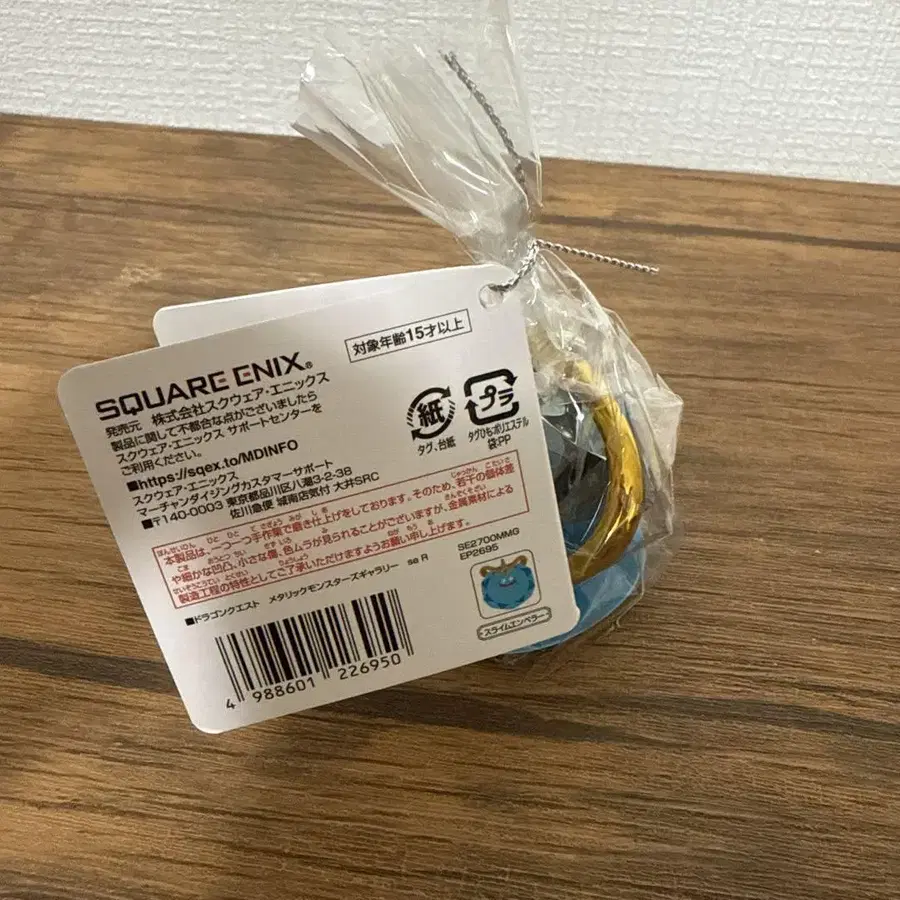 対象年齢15才以上
SQUARE ENIX®
発売元 株式会社スクウェア・エニックス
製品に関して不都合な点がございましたら
スクウェア・エニックス サポートセンターを
ご利用ください。
■https://sqex.to/MDINFO
スクウェア・エニックス
マーチャンダイジングカスタマーサポート
■〒140-0003 東京都品川区八潮3-2-38
佐川急便 城南店気付 大井SRC
紙
タグ、台紙
プラ
タグひも:ポリエステル
袋:PP
本製品は、一つ一つ手作業で磨き仕上げをしております。そのため、若干の個体差
や細かな凹凸、小さな傷、色ムラが見られることがございますが、金属素材による
製造工程の特性としてご了承いただけますようお願い申し上げます。
■ドラゴンクエスト メタリックモンスターズギャラリー se R
SE2700MMG
EP2695
スライムエンペラー
4 988601 226950